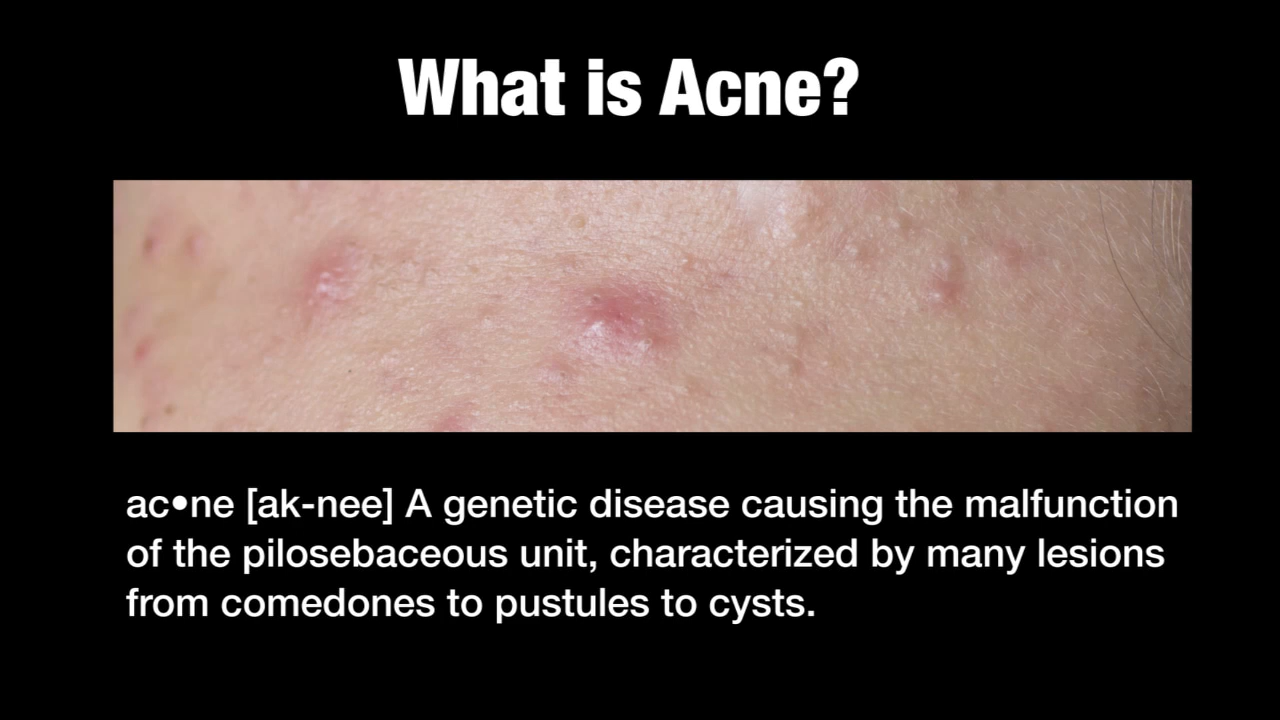 What is Acne?
ac•ne [ak-nee] A genetic disease causing the malfunction
of the pilosebaceous unit, characterized by many lesions
from comedones to pustules to cysts.